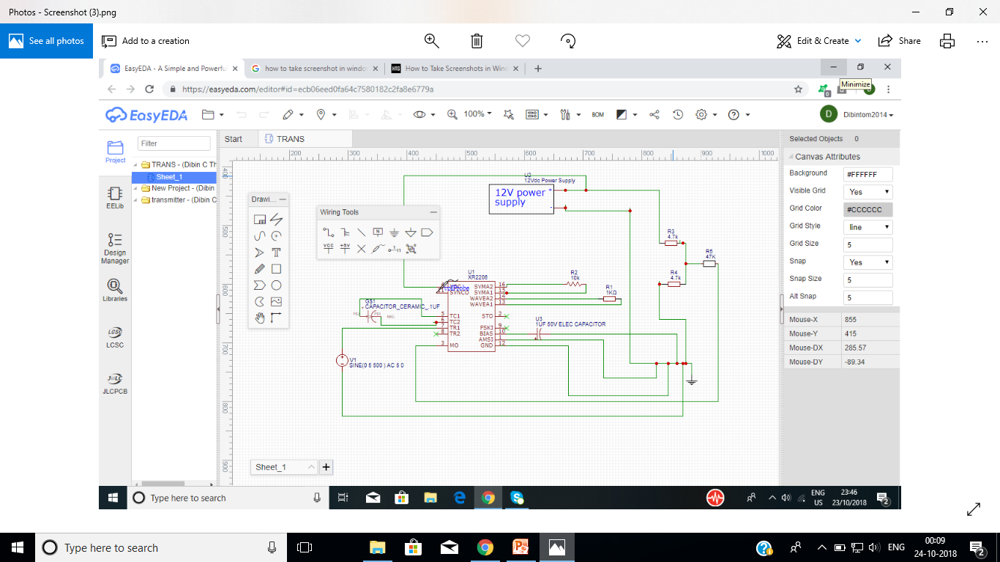 Photos - Screenshot (3).png
See all photos
Add to a creation
Edit & Create
Share
EasyEDA - A Simple and Powerfu
how to take screenshot in windo
HTG
How to Take Screenshots in Winc
Minimize
https://easyeda.com/editor#id=ecb06eed0fa64c7580182c2fa8e6779a
0
EasyEDA
100%
BOM
D
Dibintom2014
Project
EELib
Design
Manager
Libraries
LCSC
JLCPCB
Filter
TRANS - (Dibin C Th
Sheet_1
New Project - (Dibin
transmitter - (Dibin C
Start
TRANS
200
300
400
500
600
700
800
900
1000
400
500
600
700
800
900
Drawi...
Wiring Tools
N
VCC
+5V
U2
12Vdc Power Supply
12V power
supply
+
-
R3
4.7k
R5
47K
R4
4.7k
U1
XR2206
R2
10k
R1
1KΩ
VoltProbe
SYNCO
TC1
TC2
TR1
TR2
MO
SYMA2
SYMA1
WAVEA2
WAVEA1
STO
FSKI
BIAS
AMSI
GND
5
6
7
8
3
16
15
14
13
2
9
10
1
12
CAPACITOR_CERAMIC_.1UF
U3
1UF 50V ELEC CAPACITOR
V1
SINE(0 5 500 ) AC 5 0
Sheet_1
+
Selected Objects 0
Canvas Attributes
Background #FFFFFF
Visible Grid Yes
Grid Color #CCCCCC
Grid Style line
Grid Size 5
Snap Yes
Snap Size 5
Alt Snap 5
Mouse-X 855
Mouse-Y 415
Mouse-DX 285.57
Mouse-DY -89.34
Type here to search
ENG
US
23:46
23/10/2018
2
Type here to search
ENG
00:09
24-10-2018
2